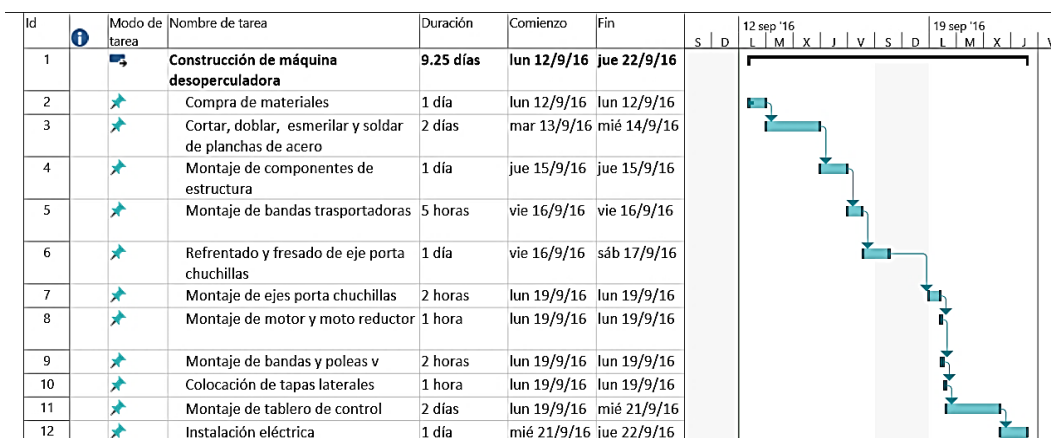 Id Modo de tarea Nombre de tarea Duración Comienzo Fin
12 sep '16 19 sep '16
S D L M X J V S D L M X J V
1 Construcción de máquina desoperculadora 9.25 días lun 12/9/16 jue 22/9/16
2 Compra de materiales 1 día lun 12/9/16 lun 12/9/16
3 Cortar, doblar, esmerilar y soldar de planchas de acero 2 días mar 13/9/16 mié 14/9/16
4 Montaje de componentes de estructura 1 día jue 15/9/16 jue 15/9/16
5 Montaje de bandas trasportadoras 5 horas vie 16/9/16 vie 16/9/16
6 Refrentado y fresado de eje porta chuchillas 1 día vie 16/9/16 sáb 17/9/16
7 Montaje de ejes porta chuchillas 2 horas lun 19/9/16 lun 19/9/16
8 Montaje de motor y moto reductor 1 hora lun 19/9/16 lun 19/9/16
9 Montaje de bandas y poleas v 2 horas lun 19/9/16 lun 19/9/16
10 Colocación de tapas laterales 1 hora lun 19/9/16 lun 19/9/16
11 Montaje de tablero de control 2 días lun 19/9/16 mié 21/9/16
12 Instalación eléctrica 1 día mié 21/9/16 jue 22/9/16